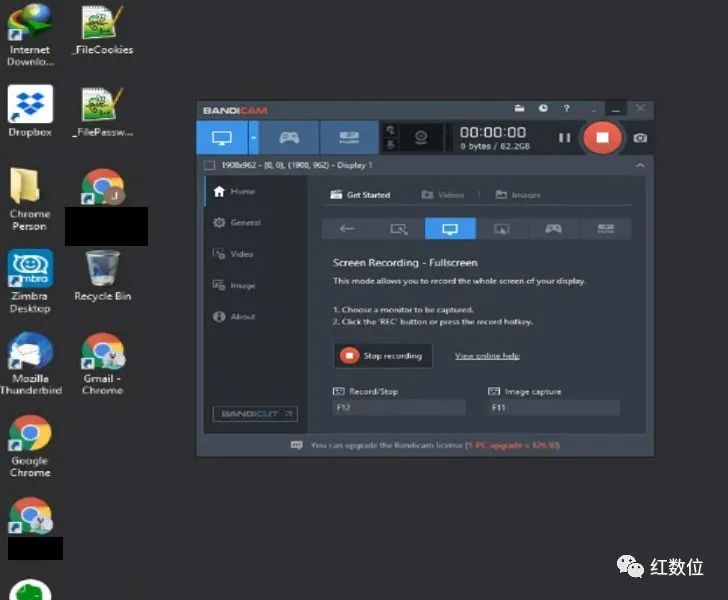 Internet
Downlo...
_FileCookies
Dropbox
_FilePassw...
Chrome
Person
J
Zimbra
Desktop
Recycle Bin
Mozilla
Thunderbird
Gmail -
Chrome
Google
Chrome
BANDICAM
?
00:00:00
0 bytes / 82.2GB
1908x962 - (0, 0), (1908, 962) - Display 1
Home
General
Video
Image
About
BANDICUT
Get Started
Videos
Images
Screen Recording - Fullscreen
This mode allows you to record the whole screen of your display.
1. Choose a monitor to be captured.
2. Click the 'REC' button or press the record hotkey.
Stop recording
View online help
Record/Stop
F12
Image capture
F11
You can upgrade the Bandicam license (1-PC upgrade = $29.50)
红数位